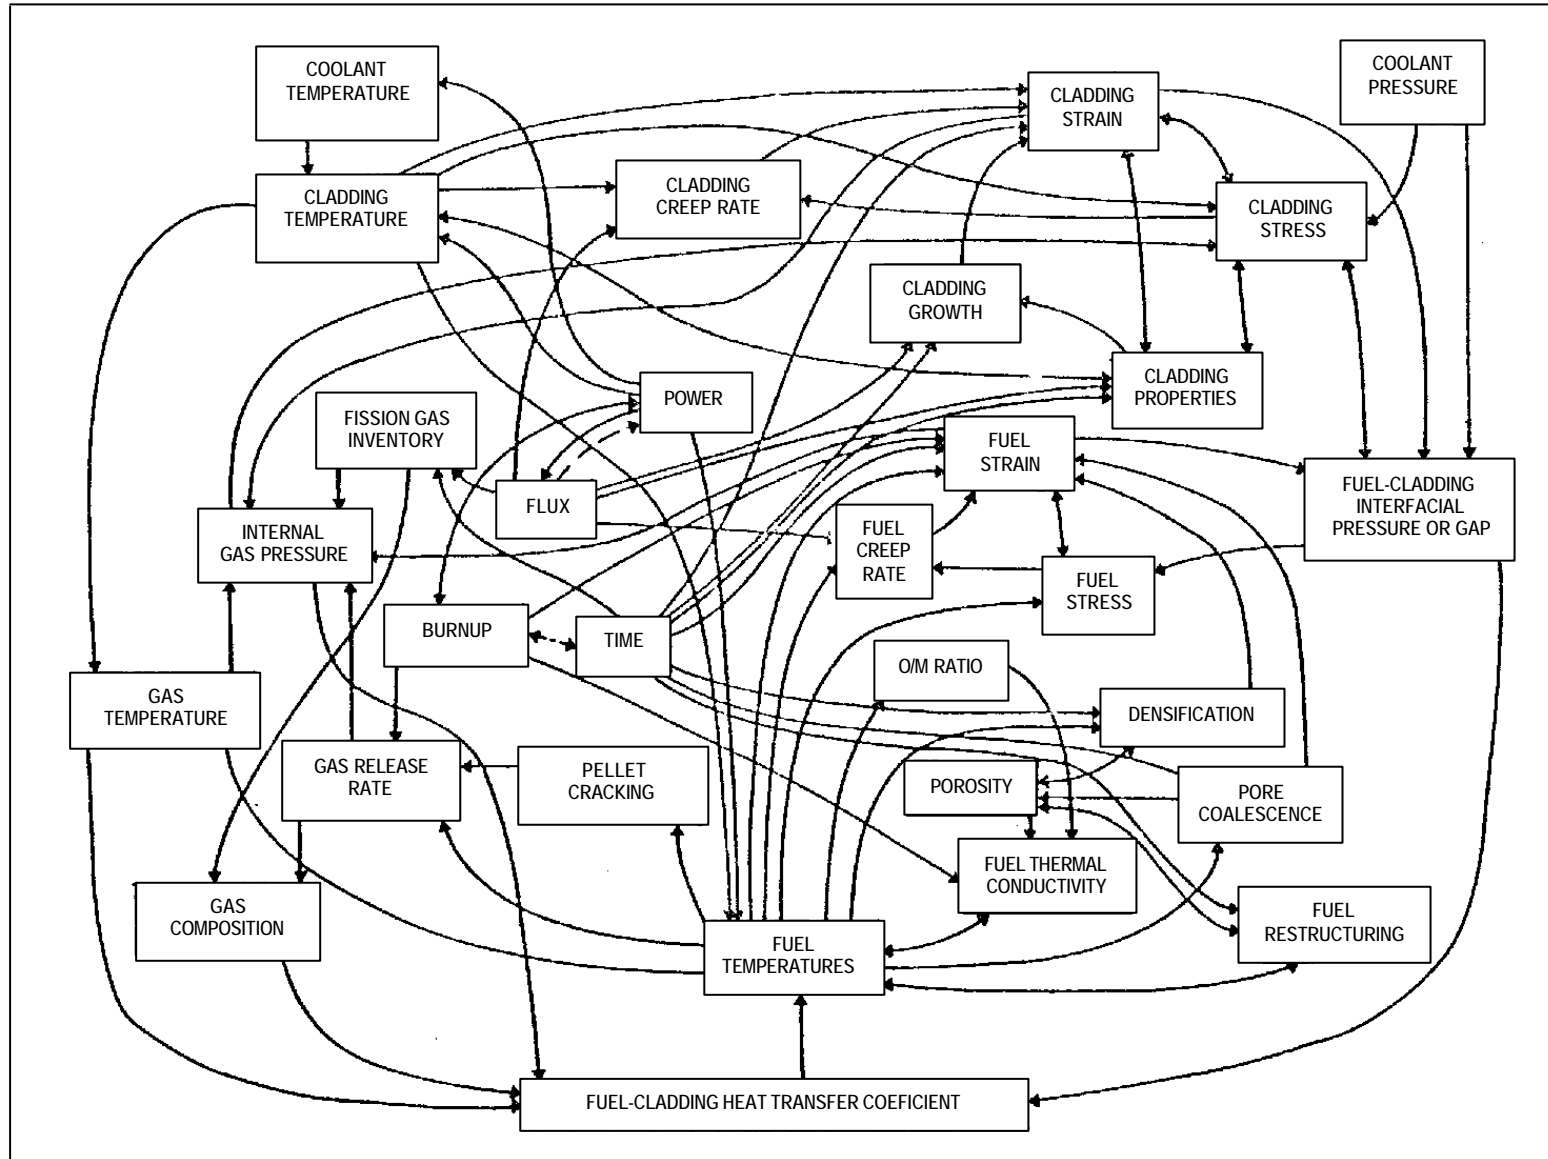 COOLANT
TEMPERATURE
COOLANT
PRESSURE
CLADDING
STRAIN
CLADDING
TEMPERATURE
CLADDING
CREEP RATE
CLADDING
STRESS
CLADDING
GROWTH
CLADDING
PROPERTIES
POWER
FISSION GAS
INVENTORY
FUEL
STRAIN
FLUX
FUEL-CLADDING
INTERFACIAL
PRESSURE OR GAP
INTERNAL
GAS PRESSURE
FUEL
CREEP
RATE
FUEL
STRESS
BURNUP
TIME
O/M RATIO
GAS
TEMPERATURE
DENSIFICATION
GAS RELEASE
RATE
PELLET
CRACKING
POROSITY
PORE
COALESCENCE
FUEL THERMAL
CONDUCTIVITY
GAS
COMPOSITION
FUEL
RESTRUCTURING
FUEL
TEMPERATURES
FUEL-CLADDING HEAT TRANSFER COEFICIENT